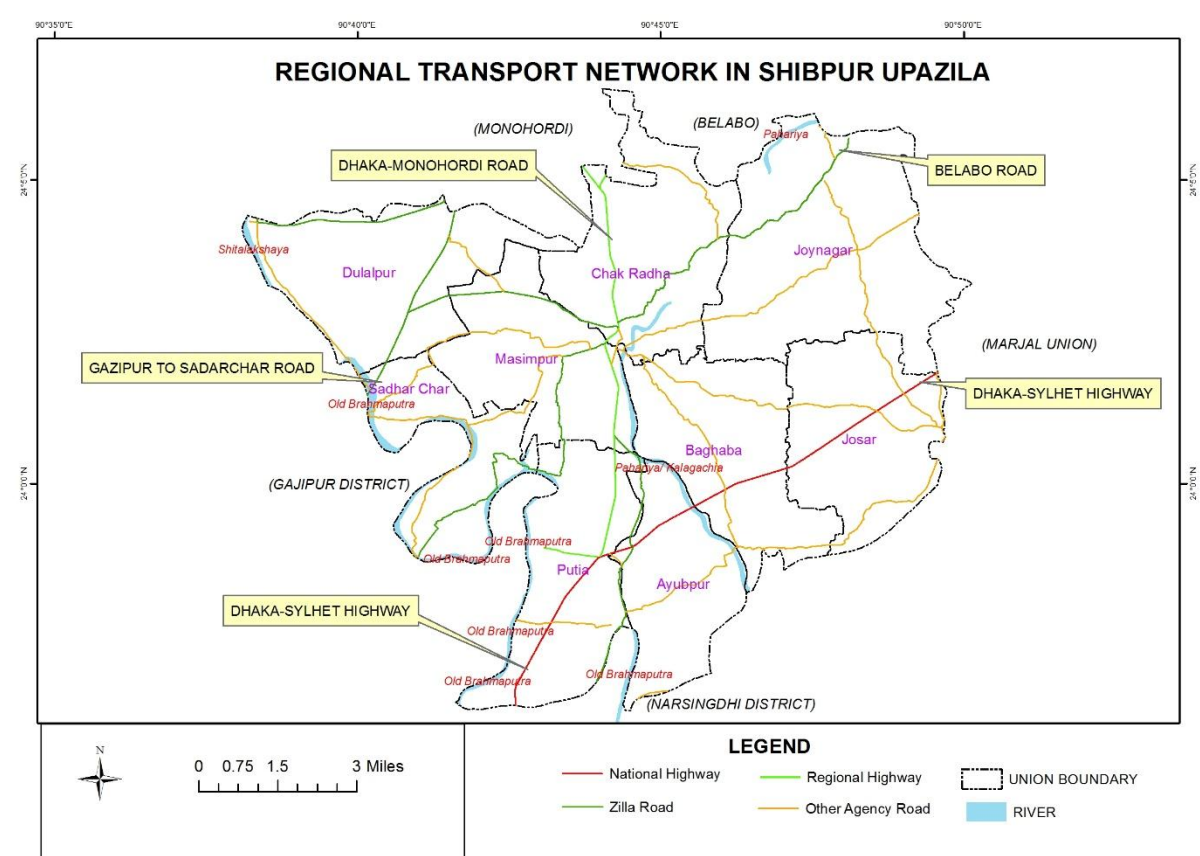 90°35'0"E
90°40'0"E
90°45'0"E
90°50'0"E
REGIONAL TRANSPORT NETWORK IN SHIBPUR UPAZILA
(MONOHORDI)
(BELABO)
Pahariya
DHAKA-MONOHORDI ROAD
BELABO ROAD
24°5'0"N
24°5'0"N
Shitalakshaya
Dulalpur
Chak Radha
Joynagar
(MARJAL UNION)
Masimpur
GAZIPUR TO SADARCHAR ROAD
Sadhar Char
Old Brahmaputra
DHAKA-SYLHET HIGHWAY
Josar
Baghaba
Pahariya/ Kalagachia
(GAJIPUR DISTRICT)
24°0'0"N
24°0'0"N
Old Brahmaputra
Old Brahmaputra
Putia
Ayubpur
DHAKA-SYLHET HIGHWAY
Old Brahmaputra
Old Brahmaputra
Old Brahmaputra
(NARSINGDHI DISTRICT)
N
0 0.75 1.5 3 Miles
LEGEND
National Highway
Regional Highway
UNION BOUNDARY
Zilla Road
Other Agency Road
RIVER